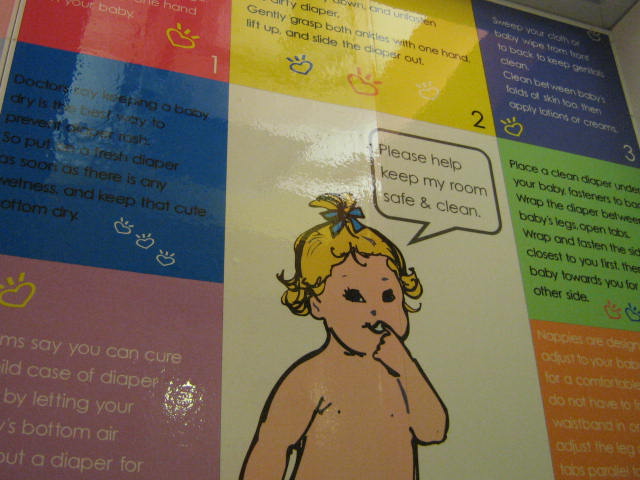 one hand
your baby.
1
down, and unfasten
dirty diaper.
Gently grasp both ankles with one hand,
lift up, and slide the diaper out.
2
Sweep your cloth or
baby wipe from front
to back to keep genitals
clean.
Clean between baby's
folds of skin too, then
apply lotions or creams.
3
Doctors say keeping a baby
dry is the best way to
prevent diaper rash.
So put on a fresh diaper
as soon as there is any
wetness, and keep that cute
bottom dry.
Please help
keep my room
safe & clean.
Place a clean diaper under
your baby, fasteners to
Wrap the diaper between
baby's legs, open tabs.
Wrap and fasten the
closest to you first,
baby towards you for
other side.
say you can cure
case of diaper
by letting your
bottom air
a diaper for
Nappies are
adjust to your
for a
do not have to
waistband in
adjust the leg
tabs parallel